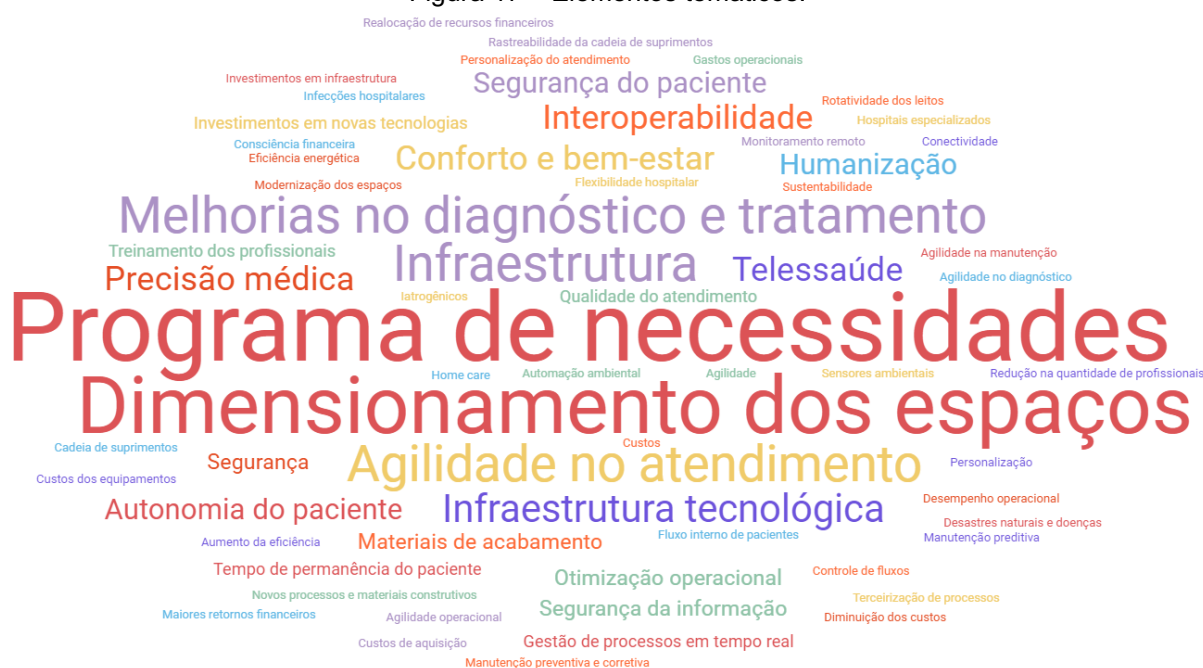 Realocação de recursos financeiros
Rastreabilidade da cadeia de suprimentos
Personalização do atendimento
Gastos operacionais
Investimentos em infraestrutura
Segurança do paciente
Infecções hospitalares
Rotatividade dos leitos
Investimentos em novas tecnologias
Interoperabilidade
Hospitais especializados
Consciência financeira
Monitoramento remoto
Conectividade
Eficiência energética
Conforto e bem-estar
Humanização
Modernização dos espaços
Flexibilidade hospitalar
Sustentabilidade
Melhorias no diagnóstico e tratamento
Treinamento dos profissionais
Infraestrutura
Telessaúde
Agilidade na manutenção
Precisão médica
Agilidade no diagnóstico
Iatrogênicos
Qualidade do atendimento
Programa de necessidades
Home care
Automação ambiental
Agilidade
Sensores ambientais
Redução na quantidade de profissionais
Dimensionamento dos espaços
Cadeia de suprimentos
Custos
Segurança
Agilidade no atendimento
Personalização
Custos dos equipamentos
Autonomia do paciente
Infraestrutura tecnológica
Desempenho operacional
Desastres naturais e doenças
Aumento da eficiência
Materiais de acabamento
Fluxo interno de pacientes
Manutenção preditiva
Tempo de permanência do paciente
Otimização operacional
Controle de fluxos
Novos processos e materiais construtivos
Terceirização de processos
Maiores retornos financeiros
Agilidade operacional
Segurança da informação
Diminuição dos custos
Custos de aquisição
Gestão de processos em tempo real
Manutenção preventiva e corretiva